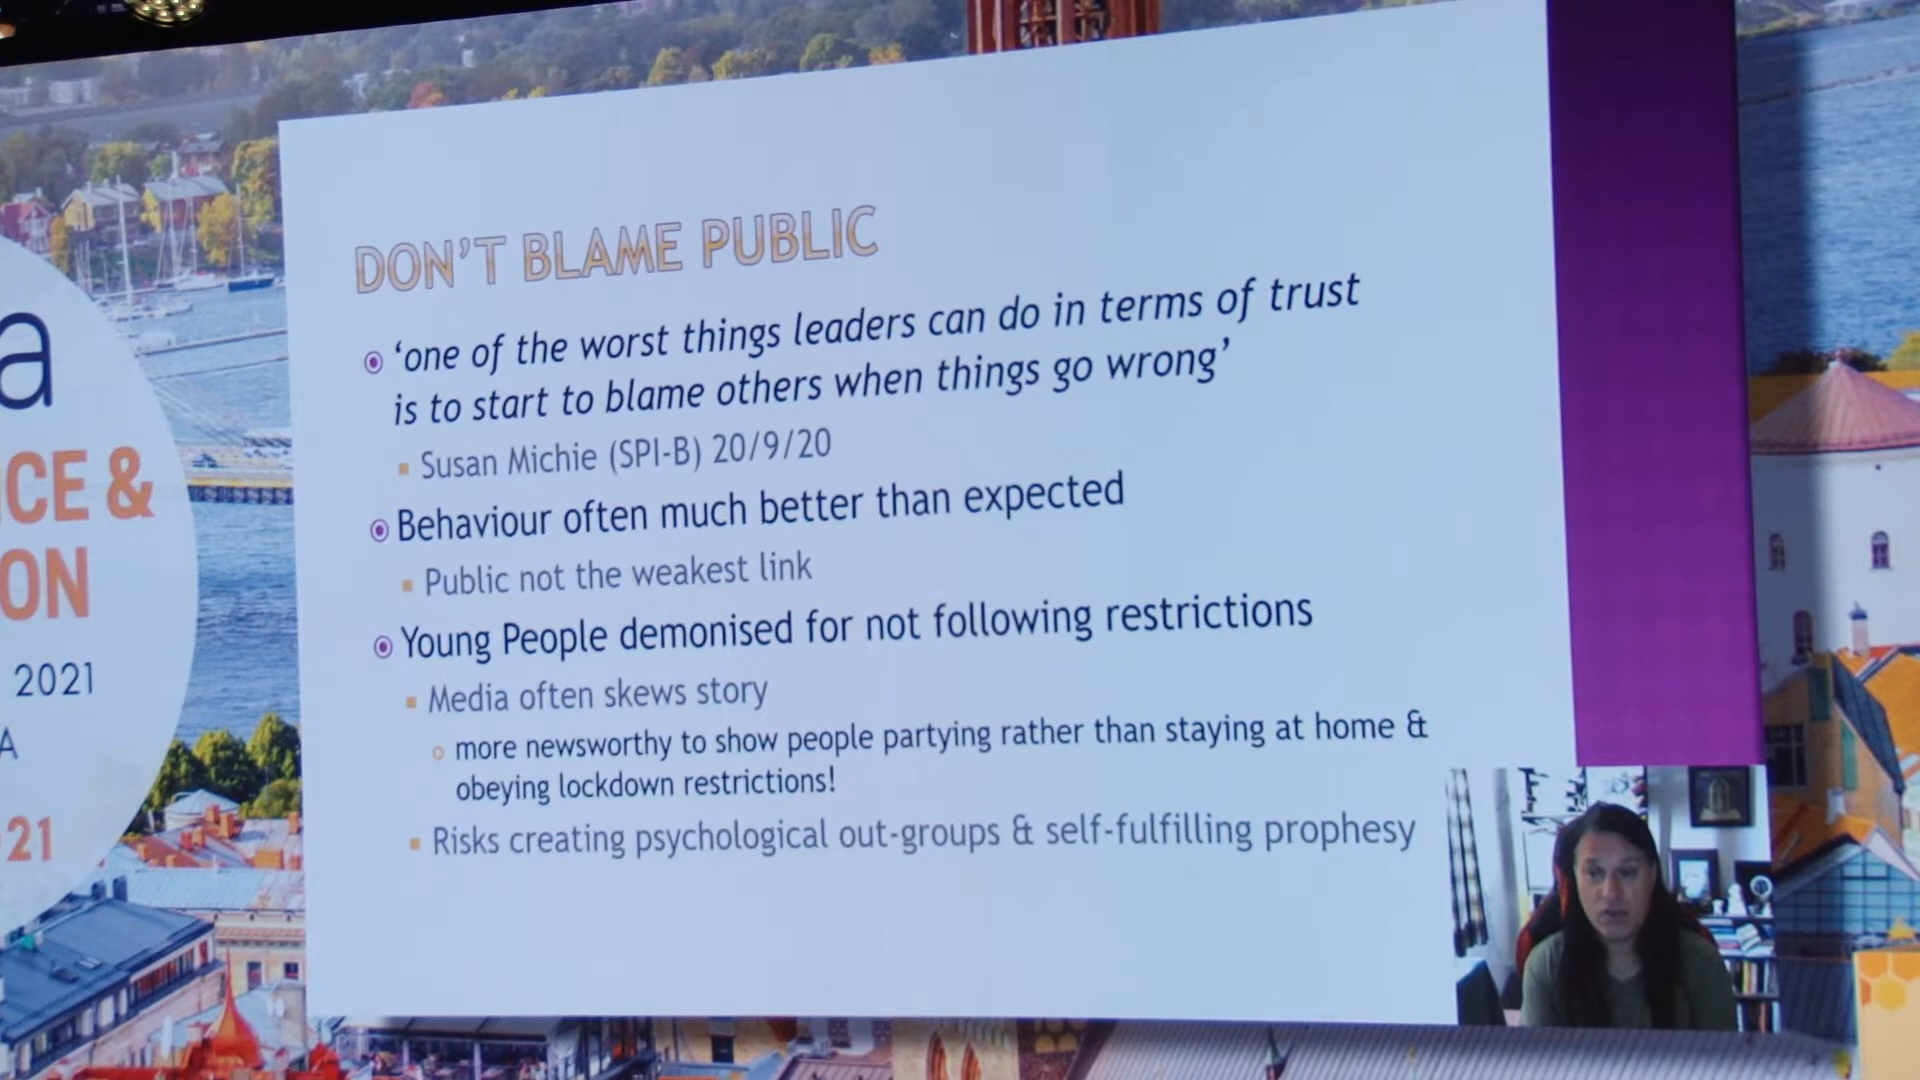 DON'T BLAME PUBLIC
'one of the worst things leaders can do in terms of trust
is to start to blame others when things go wrong'
Susan Michie (SPI-B) 20/9/20
Behaviour often much better than expected
Public not the weakest link
Young People demonised for not following restrictions
Media often skews story
more newsworthy to show people partying rather than staying at home &
obeying lockdown restrictions!
Risks creating psychological out-groups & self-fulfilling prophesy
a
CE &
ON
2021
A
21